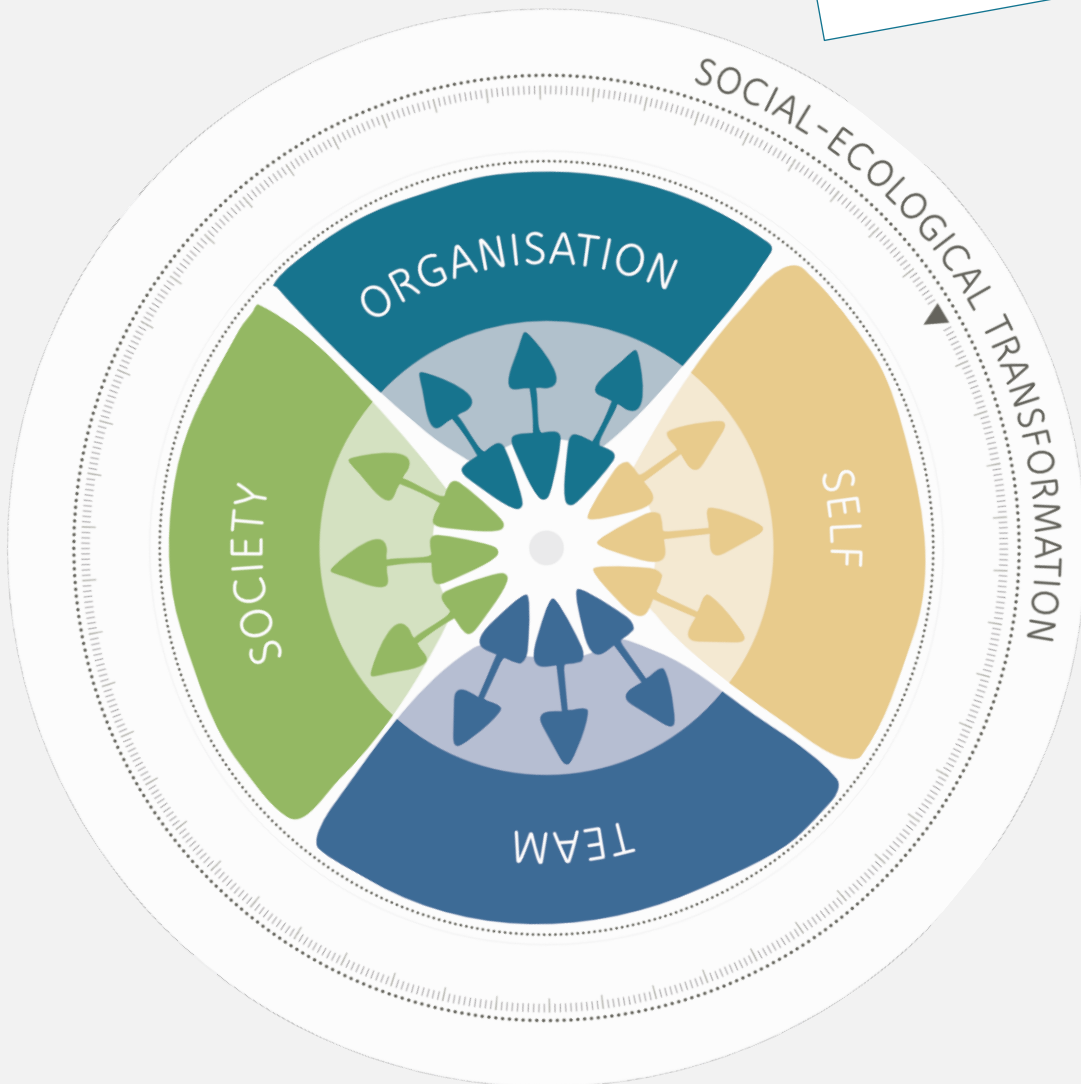 SOCIAL-ECOLOGICAL TRANSFORMATION
ORGANISATION
SELF
TEAM
SOCIETY